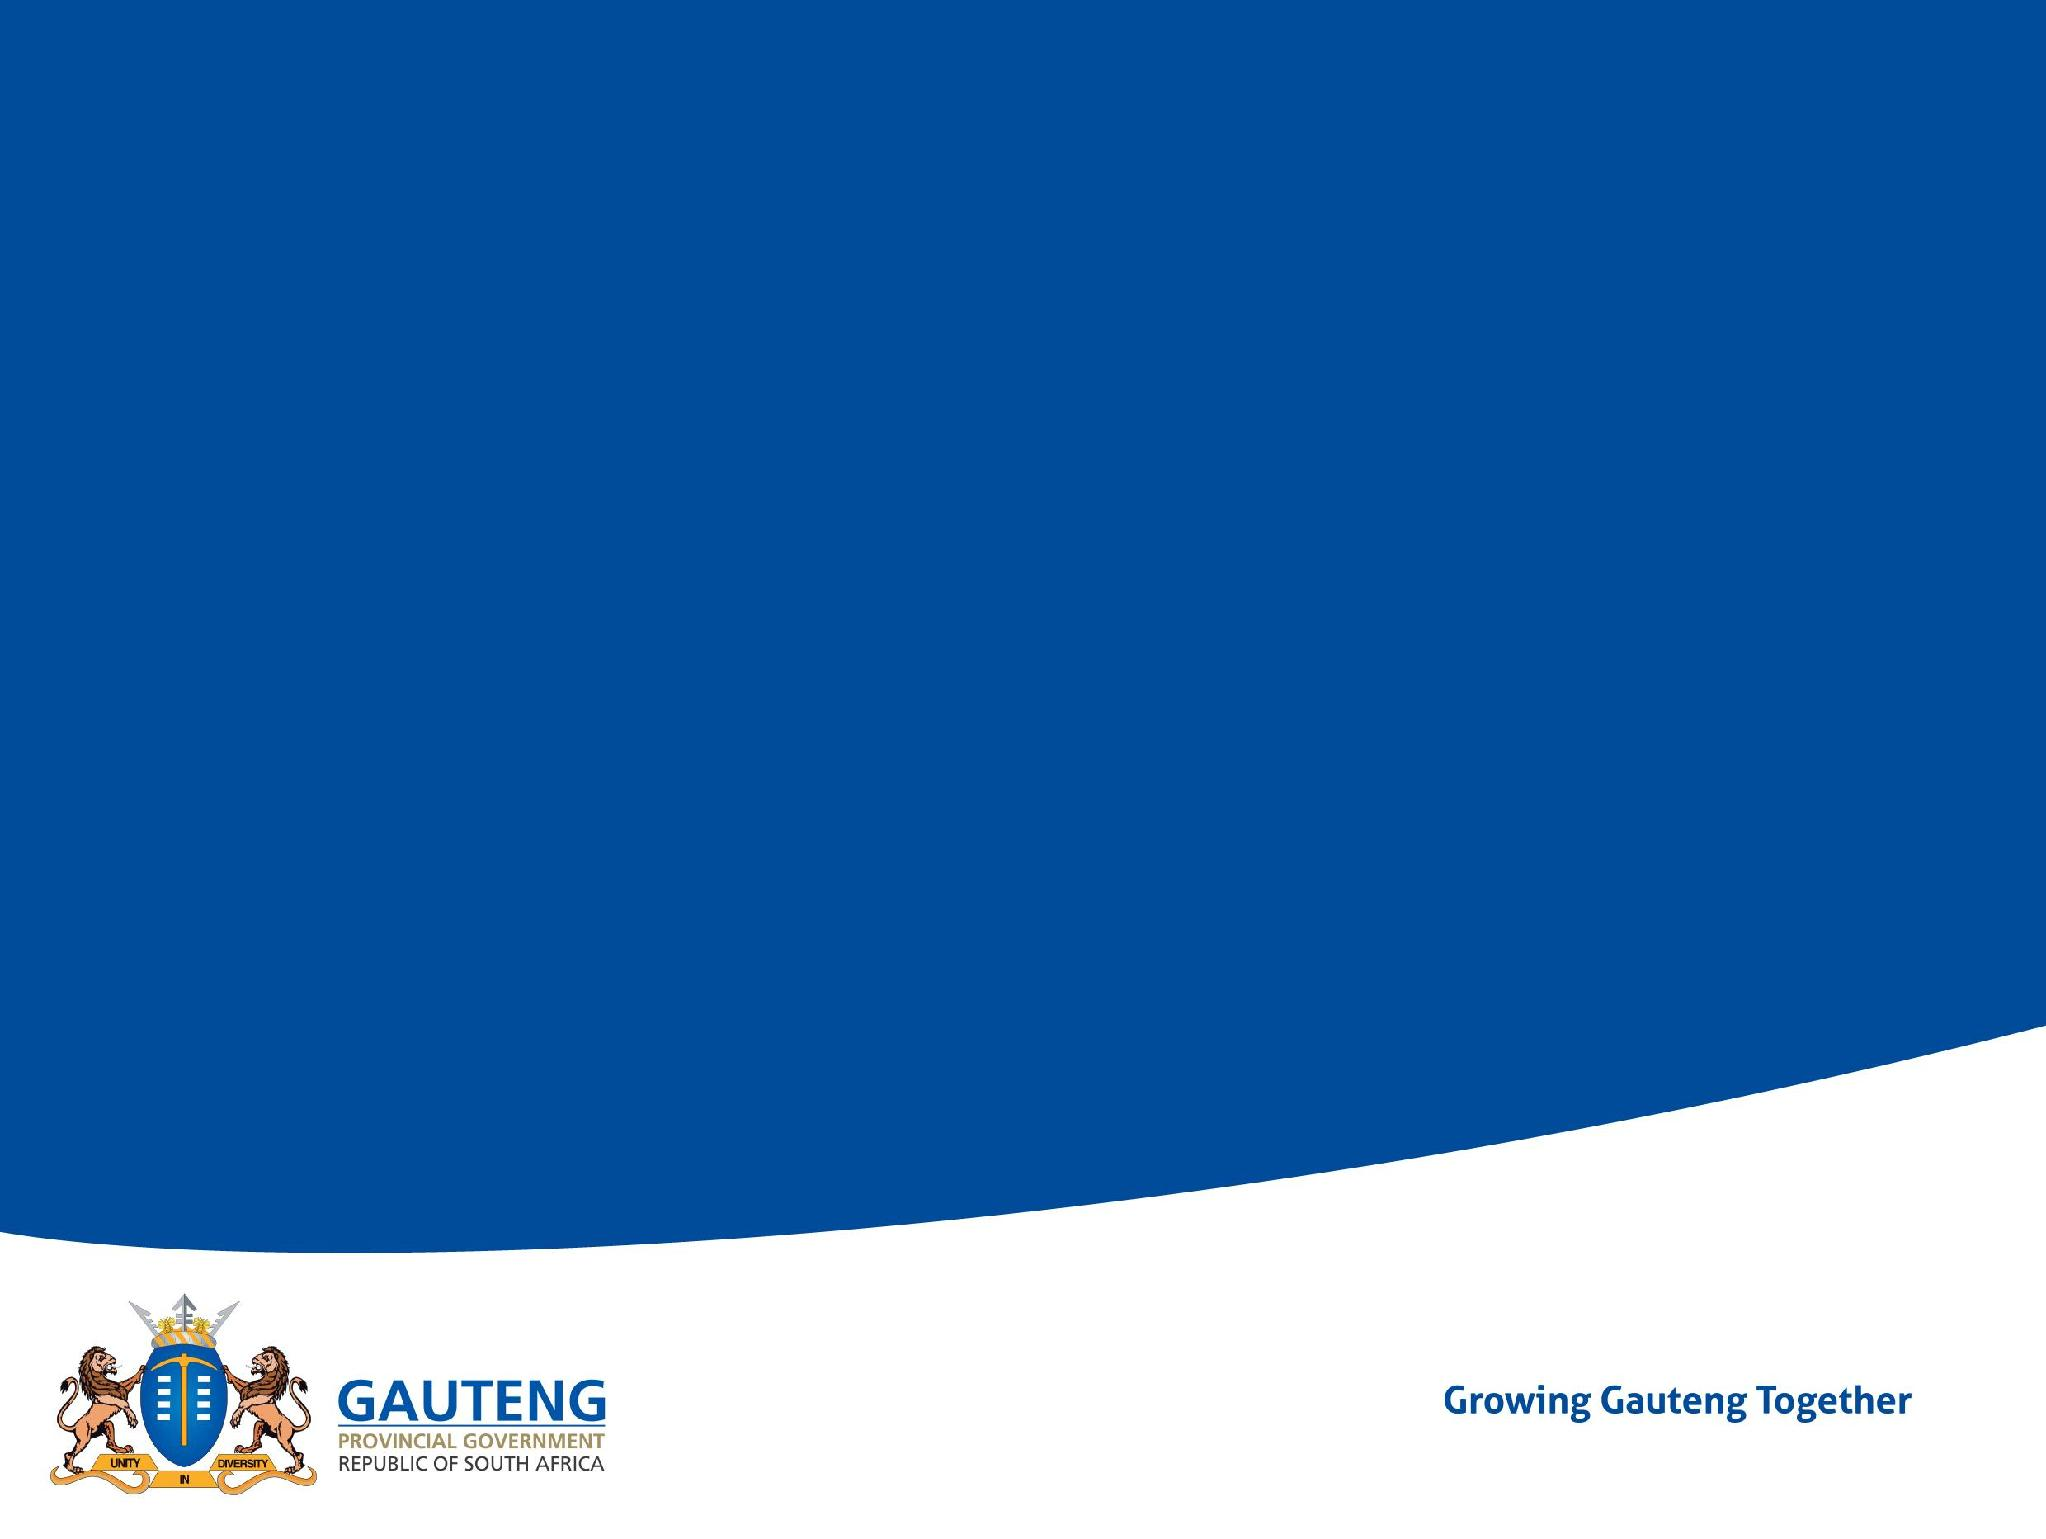 GAUTENG
PROVINCIAL GOVERNMENT
REPUBLIC OF SOUTH AFRICA
UNITY
IN
DIVERSITY
Growing Gauteng Together